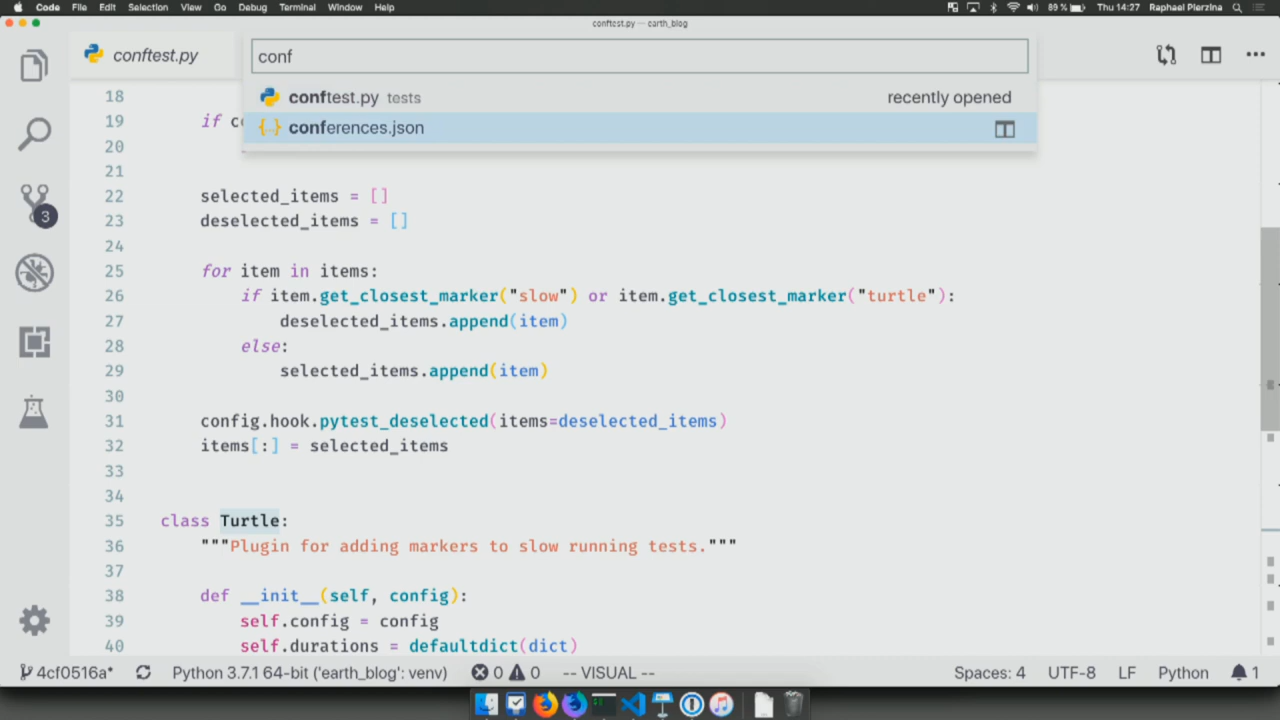 Code File Edit Selection View Go Debug Terminal Window Help 89 % Thu 14:27 Raphael Pierzina
conftest.py — earth_blog
conftest.py
conf
conftest.py tests recently opened
conferences.json
18
19 if co
20
21
22 selected_items = []
23 deselected_items = []
24
25 for item in items:
26 if item.get_closest_marker("slow") or item.get_closest_marker("turtle"):
27 deselected_items.append(item)
28 else:
29 selected_items.append(item)
30
31 config.hook.pytest_deselected(items=deselected_items)
32 items[:] = selected_items
33
34
35 class Turtle:
36 """Plugin for adding markers to slow running tests."""
37
38 def __init__(self, config):
39 self.config = config
40 self.durations = defaultdict(dict)
3
4cf0516a* Python 3.7.1 64-bit ('earth_blog': venv) 0 0 -- VISUAL -- Spaces: 4 UTF-8 LF Python 1